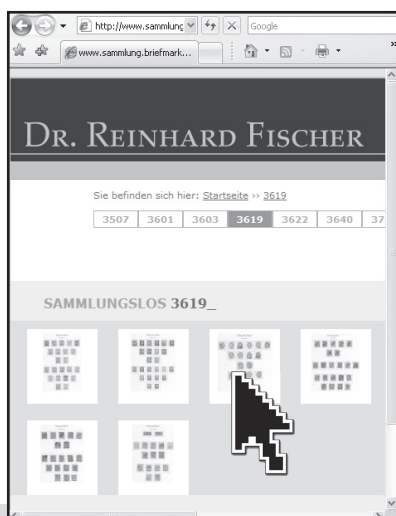 http://www.sammlung
Google
www.sammlung.briefmark...
DR. REINHARD FISCHER
Sie befinden sich hier: Startseite ›› 3619
3507 3601 3603 3619 3622 3640 37
SAMMLUNGSLOS 3619_